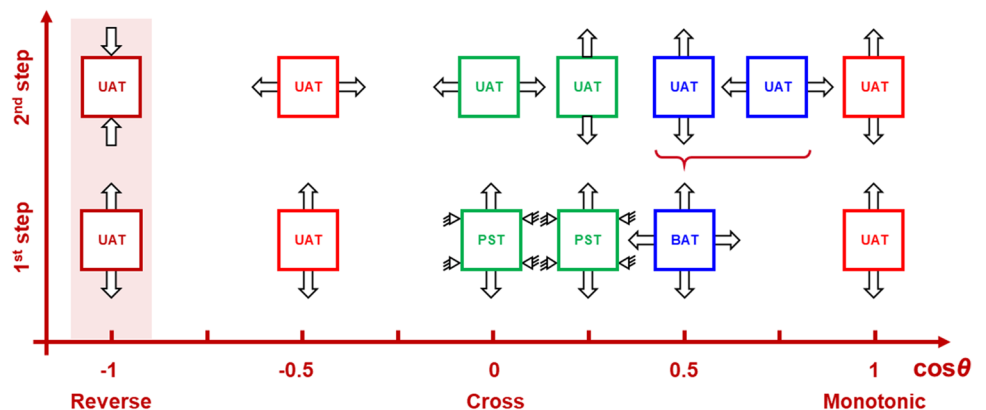 2nd step
UAT UAT UAT UAT UAT UAT UAT
1st step
UAT UAT PST PST BAT UAT
-1 -0.5 0 0.5 1 cosθ
Reverse Cross Monotonic